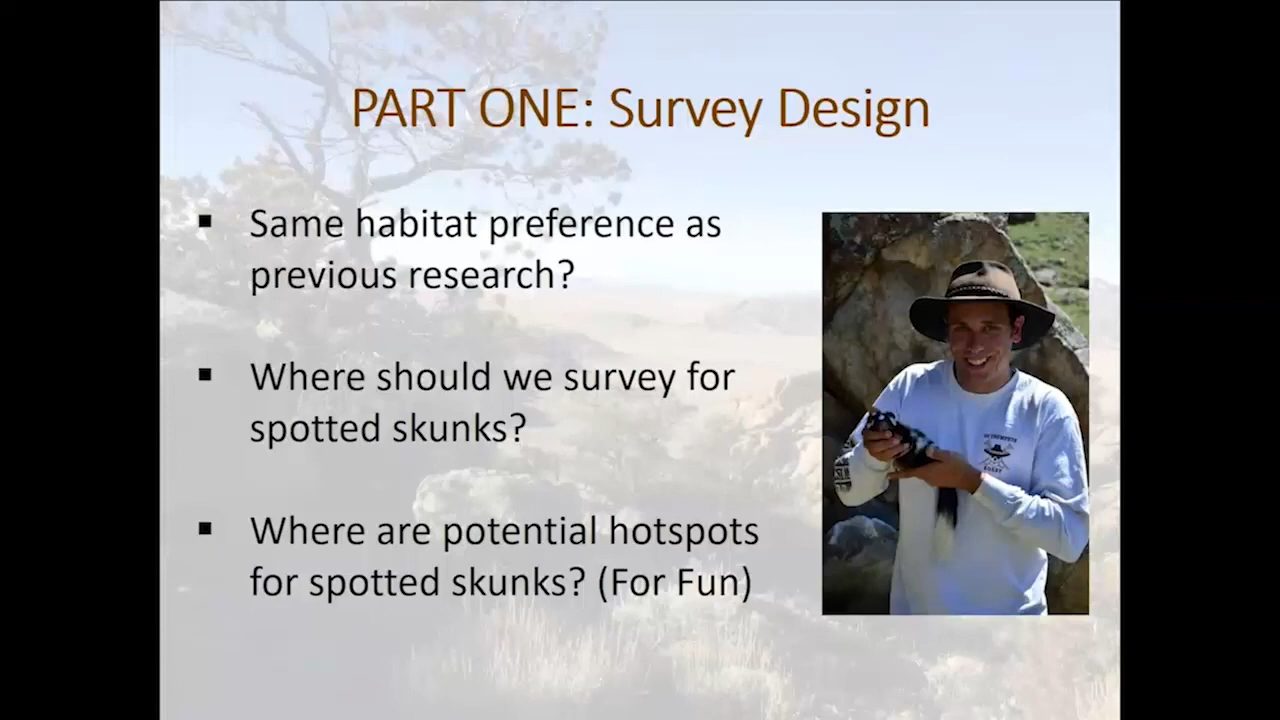 PART ONE: Survey Design
▪ Same habitat preference as
previous research?
▪ Where should we survey for
spotted skunks?
▪ Where are potential hotspots
for spotted skunks? (For Fun)